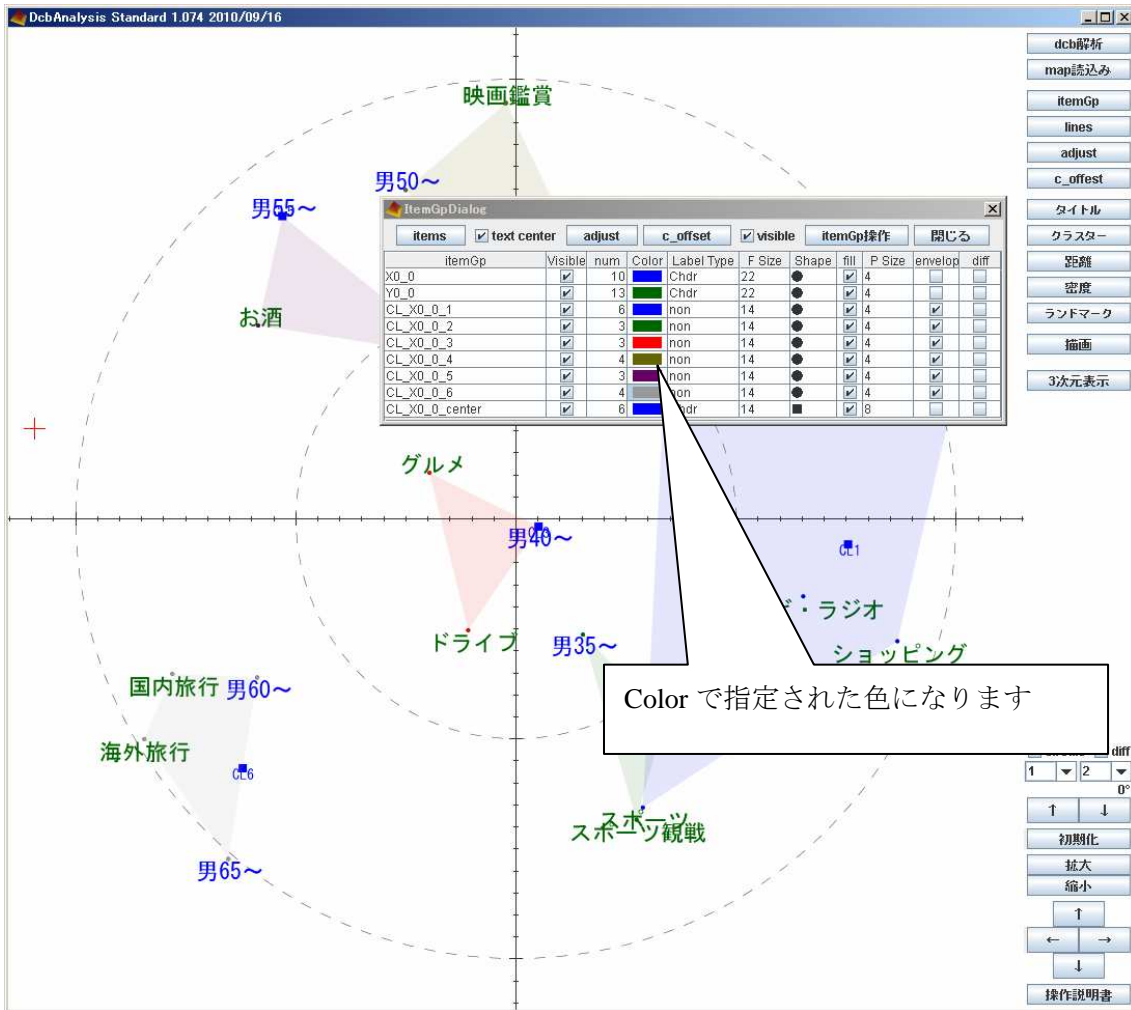 DcbAnalysis Standard 1.074 2010/09/16
dcb解析
map読込み
itemGp
lines
adjust
c_offest
タイトル
クラスター
距離
密度
ランドマーク
描画
3次元表示
映画鑑賞
男50～
男55～
お酒
ItemGpDialog
items text center adjust c_offset visible itemGp操作 閉じる
itemGp Visible num Color Label Type F Size Shape fill P Size envelop diff
X0_0 10 Chdr 22 4
Y0_0 13 Chdr 22 4
CL_X0_0_1 6 non 14 4
CL_X0_0_2 3 non 14 4
CL_X0_0_3 3 non 14 4
CL_X0_0_4 4 non 14 4
CL_X0_0_5 3 non 14 4
CL_X0_0_6 4 non 14 4
CL_X0_0_center 6 14 8
グルメ
男40～
CL1
ラジオ
ドライブ
男35～
ショッピング
Color で指定された色になります
国内旅行
男60～
海外旅行
CL6
スポーツ
スポーツ観戦
男65～
diff
1 2
0°
↑ ↓
初期化
拡大
縮小
↑
← →
↓
操作説明書